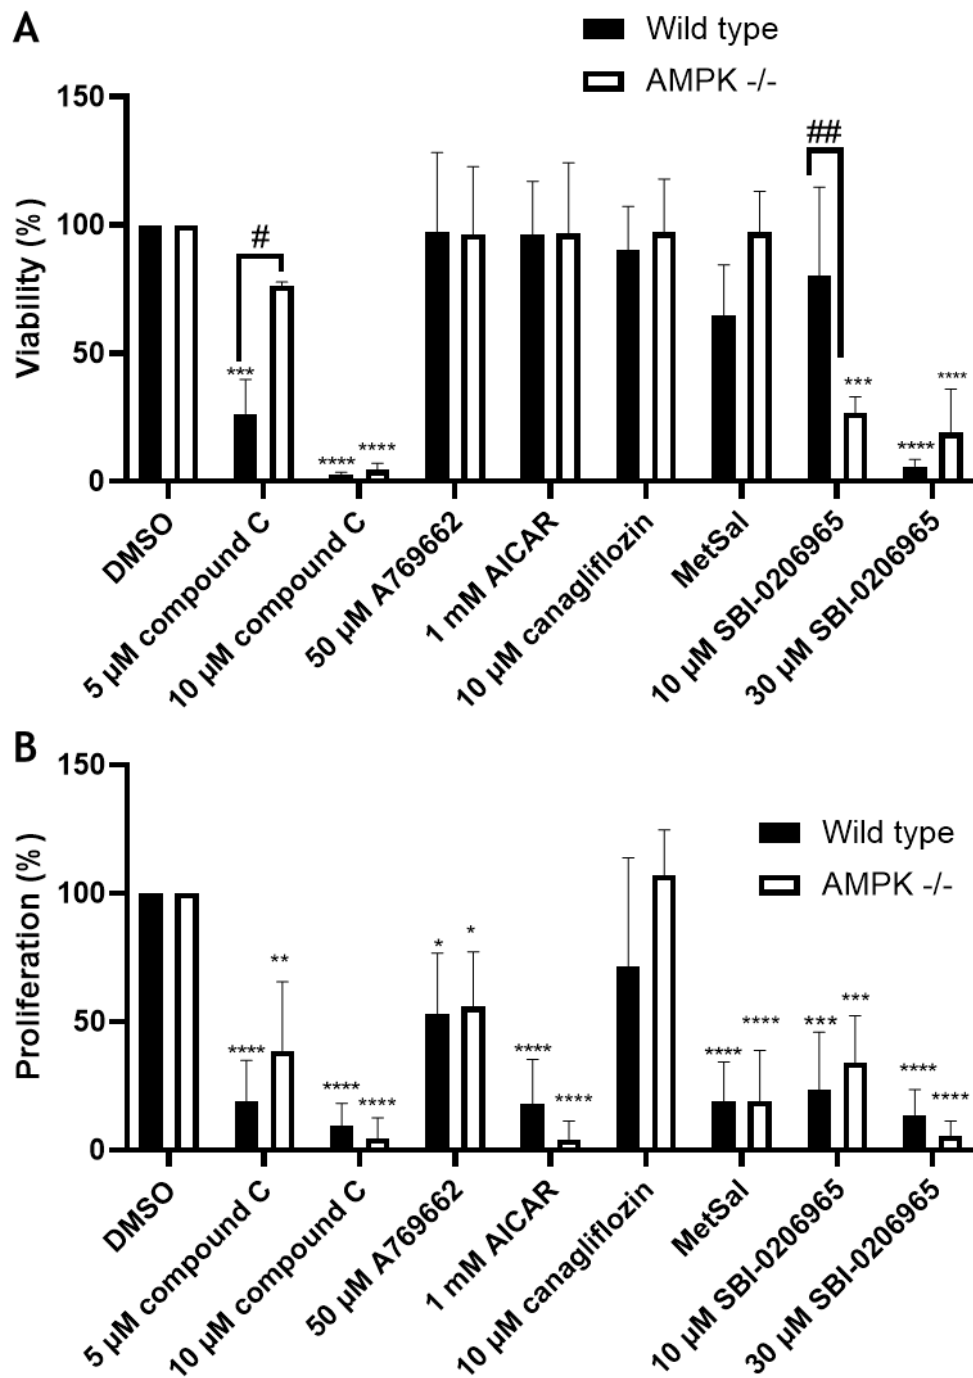 A
Wild type
AMPK -/-
Viability (%)
150
100
50
0
#
##
***
****
****
***
****
****
DMSO
5 µM compound C
10 µM compound C
50 µM A769662
1 mM AICAR
10 µM canagliflozin
MetSal
10 µM SBI-0206965
30 µM SBI-0206965
B
Wild type
AMPK -/-
Proliferation (%)
150
100
50
0
****
**
****
****
*
*
****
****
****
****
***
***
****
****
DMSO
5 µM compound C
10 µM compound C
50 µM A769662
1 mM AICAR
10 µM canagliflozin
MetSal
10 µM SBI-0206965
30 µM SBI-0206965